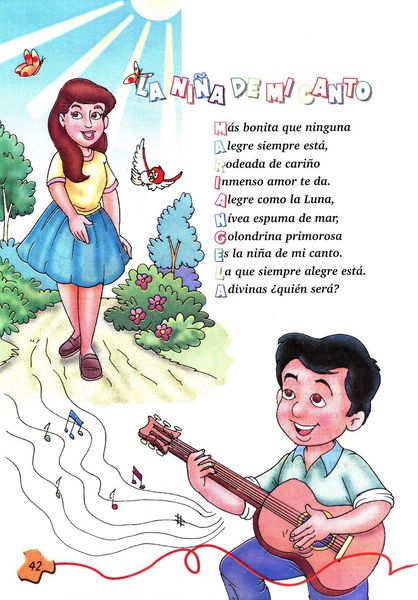 LA NIÑA DE MI CANTO
Más bonita que ninguna
Alegre siempre está,
Rodeada de cariño
Inmenso amor te da.
Alegre como la Luna,
Nívea espuma de mar,
Golondrina primorosa
Es la niña de mi canto.
La que siempre alegre está.
Adivinas ¿quién será?
42